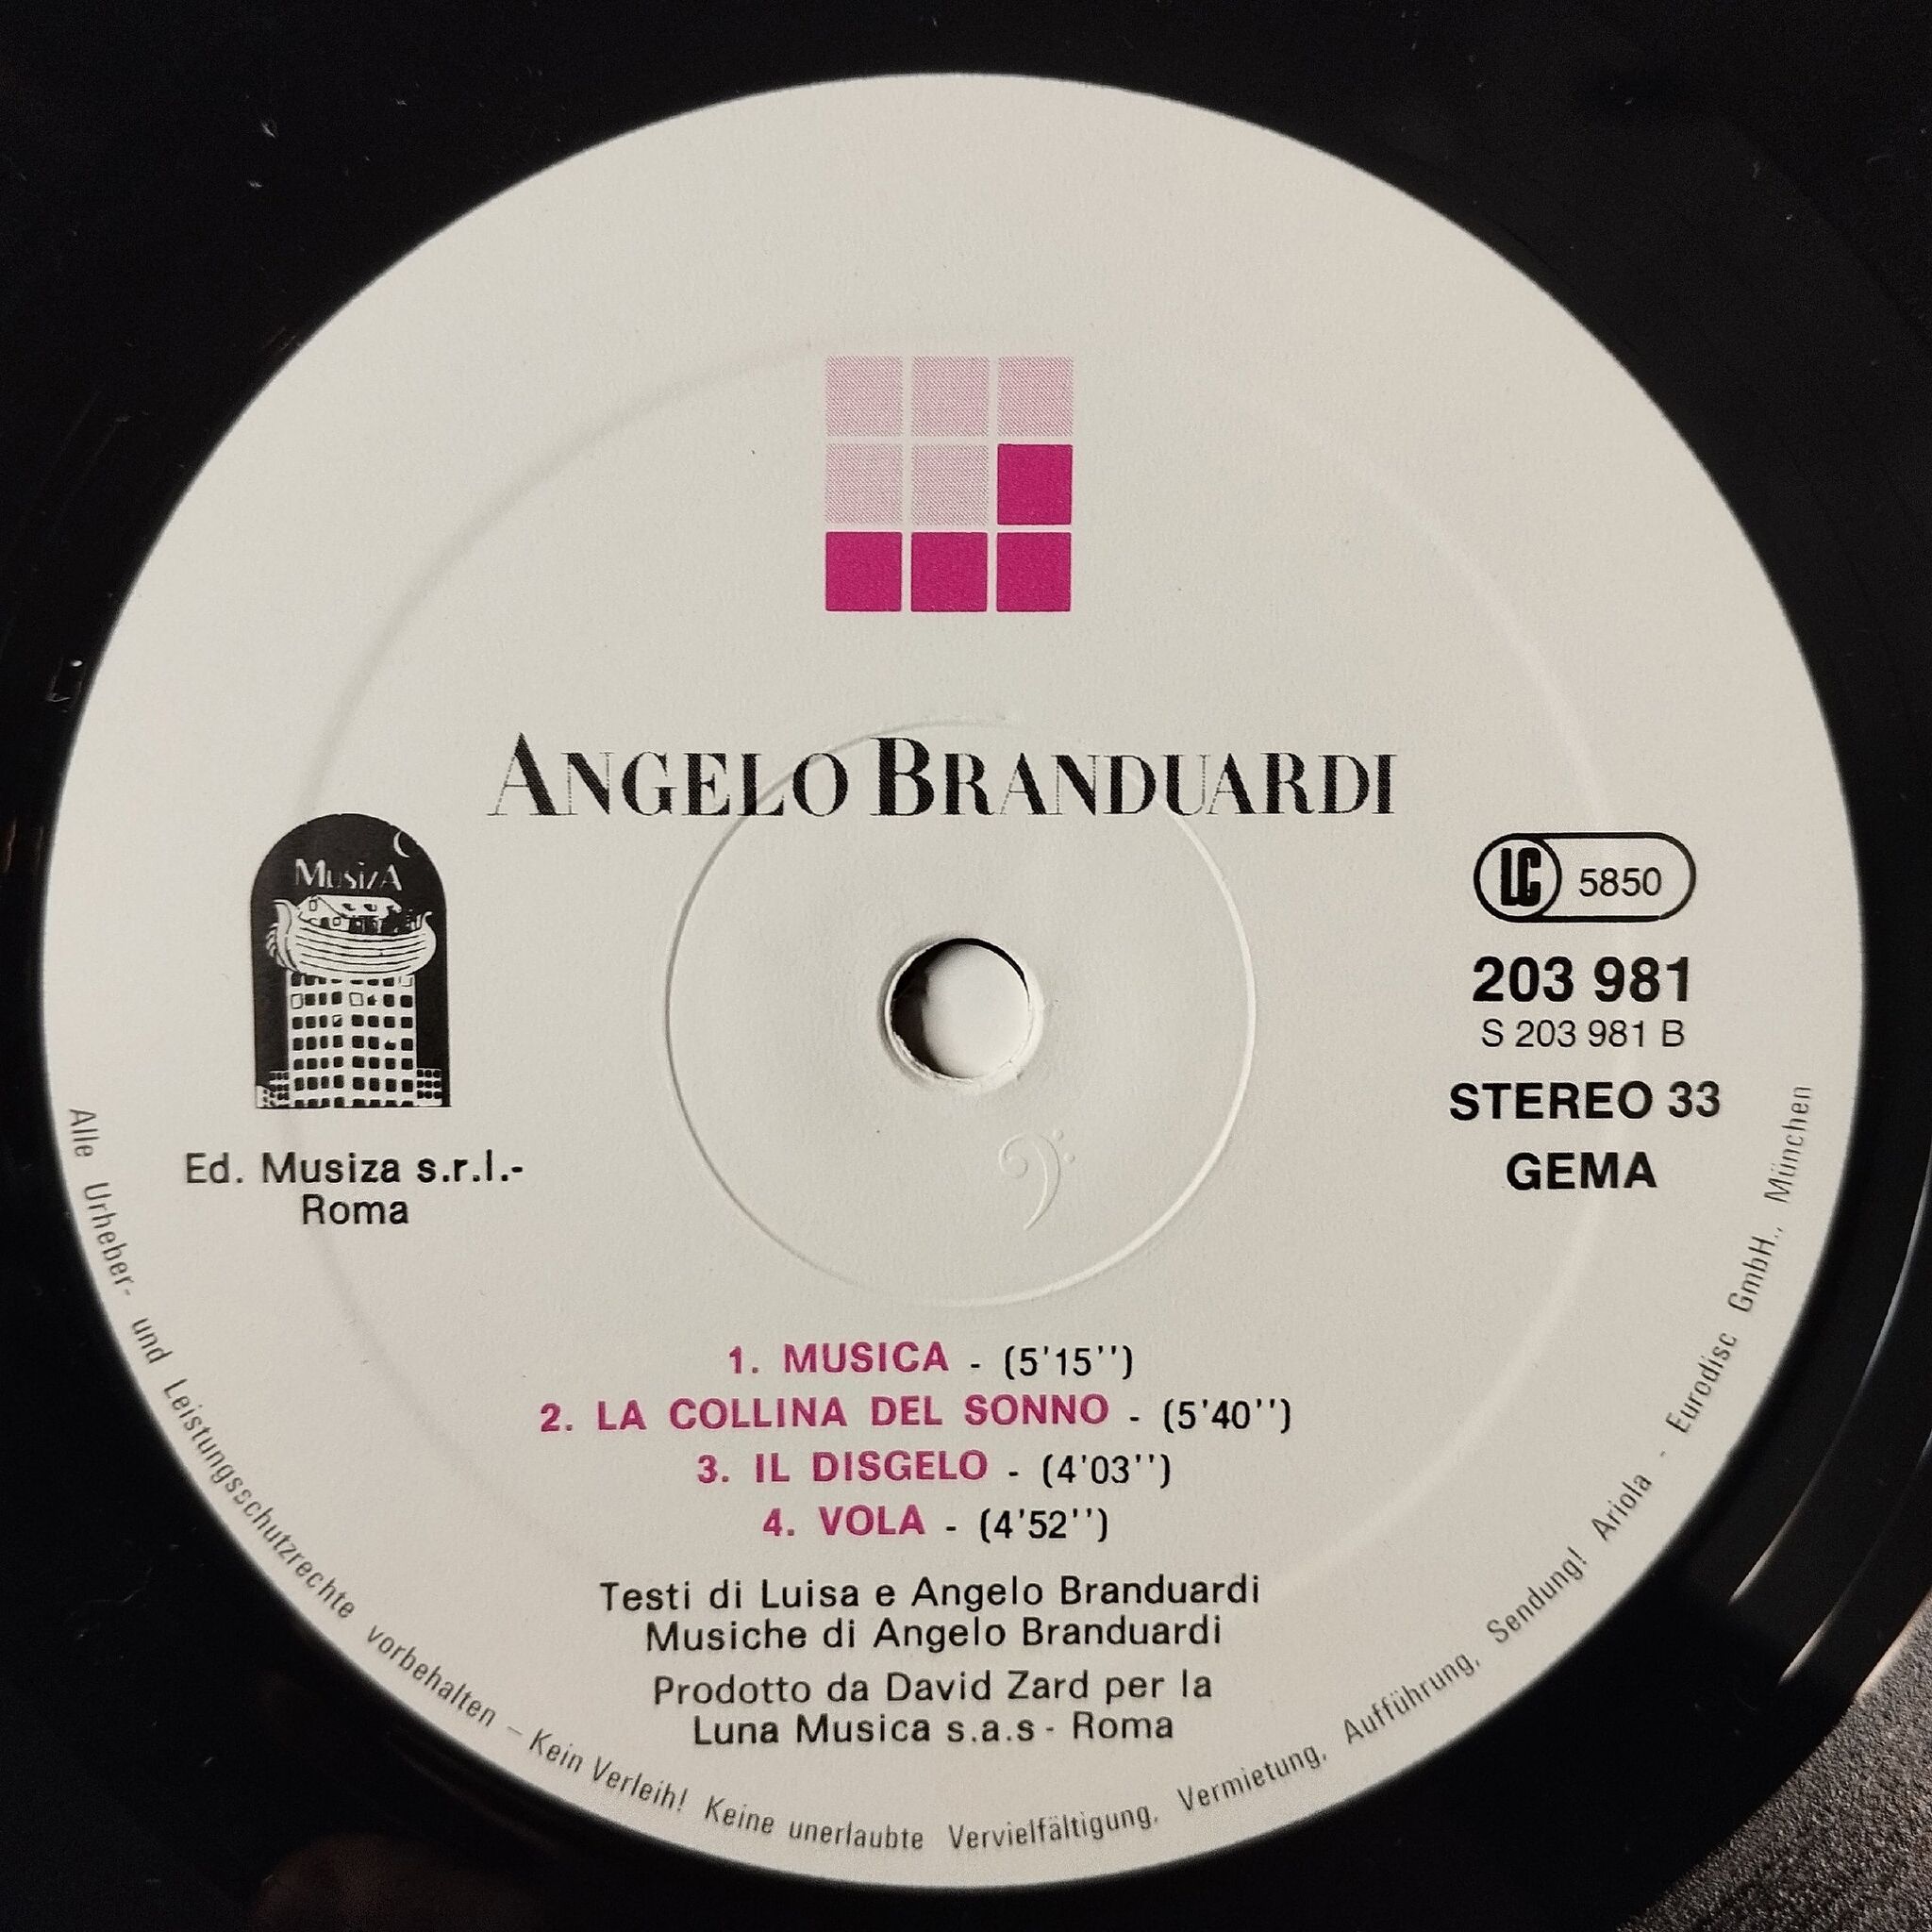 ANGELO BRANDUARDI
MUSIZA
Ed. Musiza s.r.l.-
Roma
LC 5850
203 981
S 203 981 B
STEREO 33
GEMA
1. MUSICA - (5'15'')
2. LA COLLINA DEL SONNO - (5'40'')
3. IL DISGELO - (4'03'')
4. VOLA - (4'52'')
Testi di Luisa e Angelo Branduardi
Musiche di Angelo Branduardi
Prodotto da David Zard per la
Luna Musica s.a.s - Roma
Alle Urheber- und Leistungsschutzrechte vorbehalten – Kein Verleih! Keine unerlaubte Vervielfältigung, Vermietung, Aufführung, Sendung! Ariola - Eurodisc GmbH., München